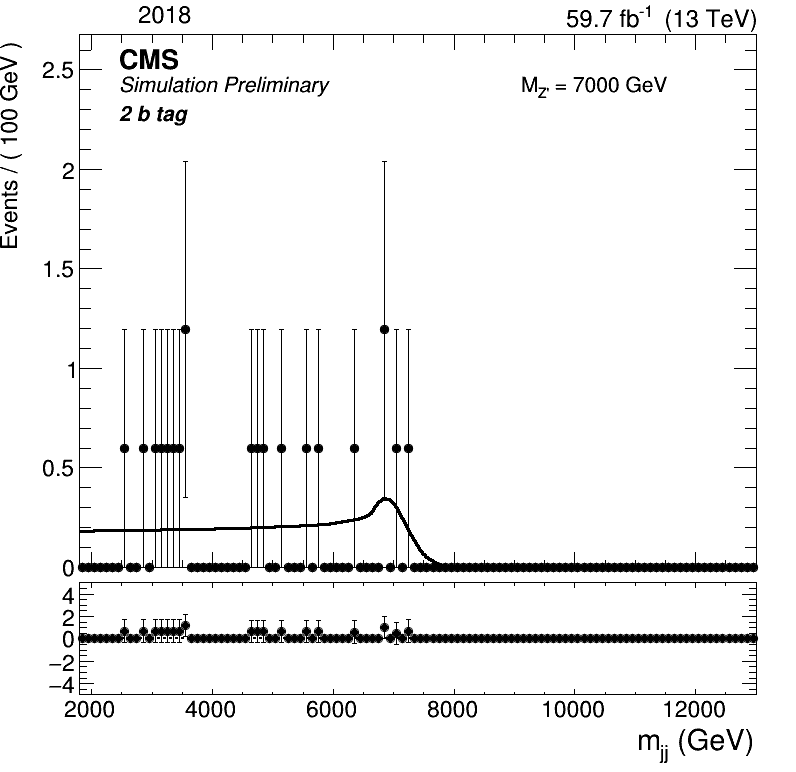 2018
59.7 fb-1 (13 TeV)
CMS
Simulation Preliminary
2 b tag
MZ' = 7000 GeV
Events / ( 100 GeV )
2.5
2
1.5
1
0.5
0
4
2
0
−2
−4
2000 4000 6000 8000 10000 12000
mjj (GeV)